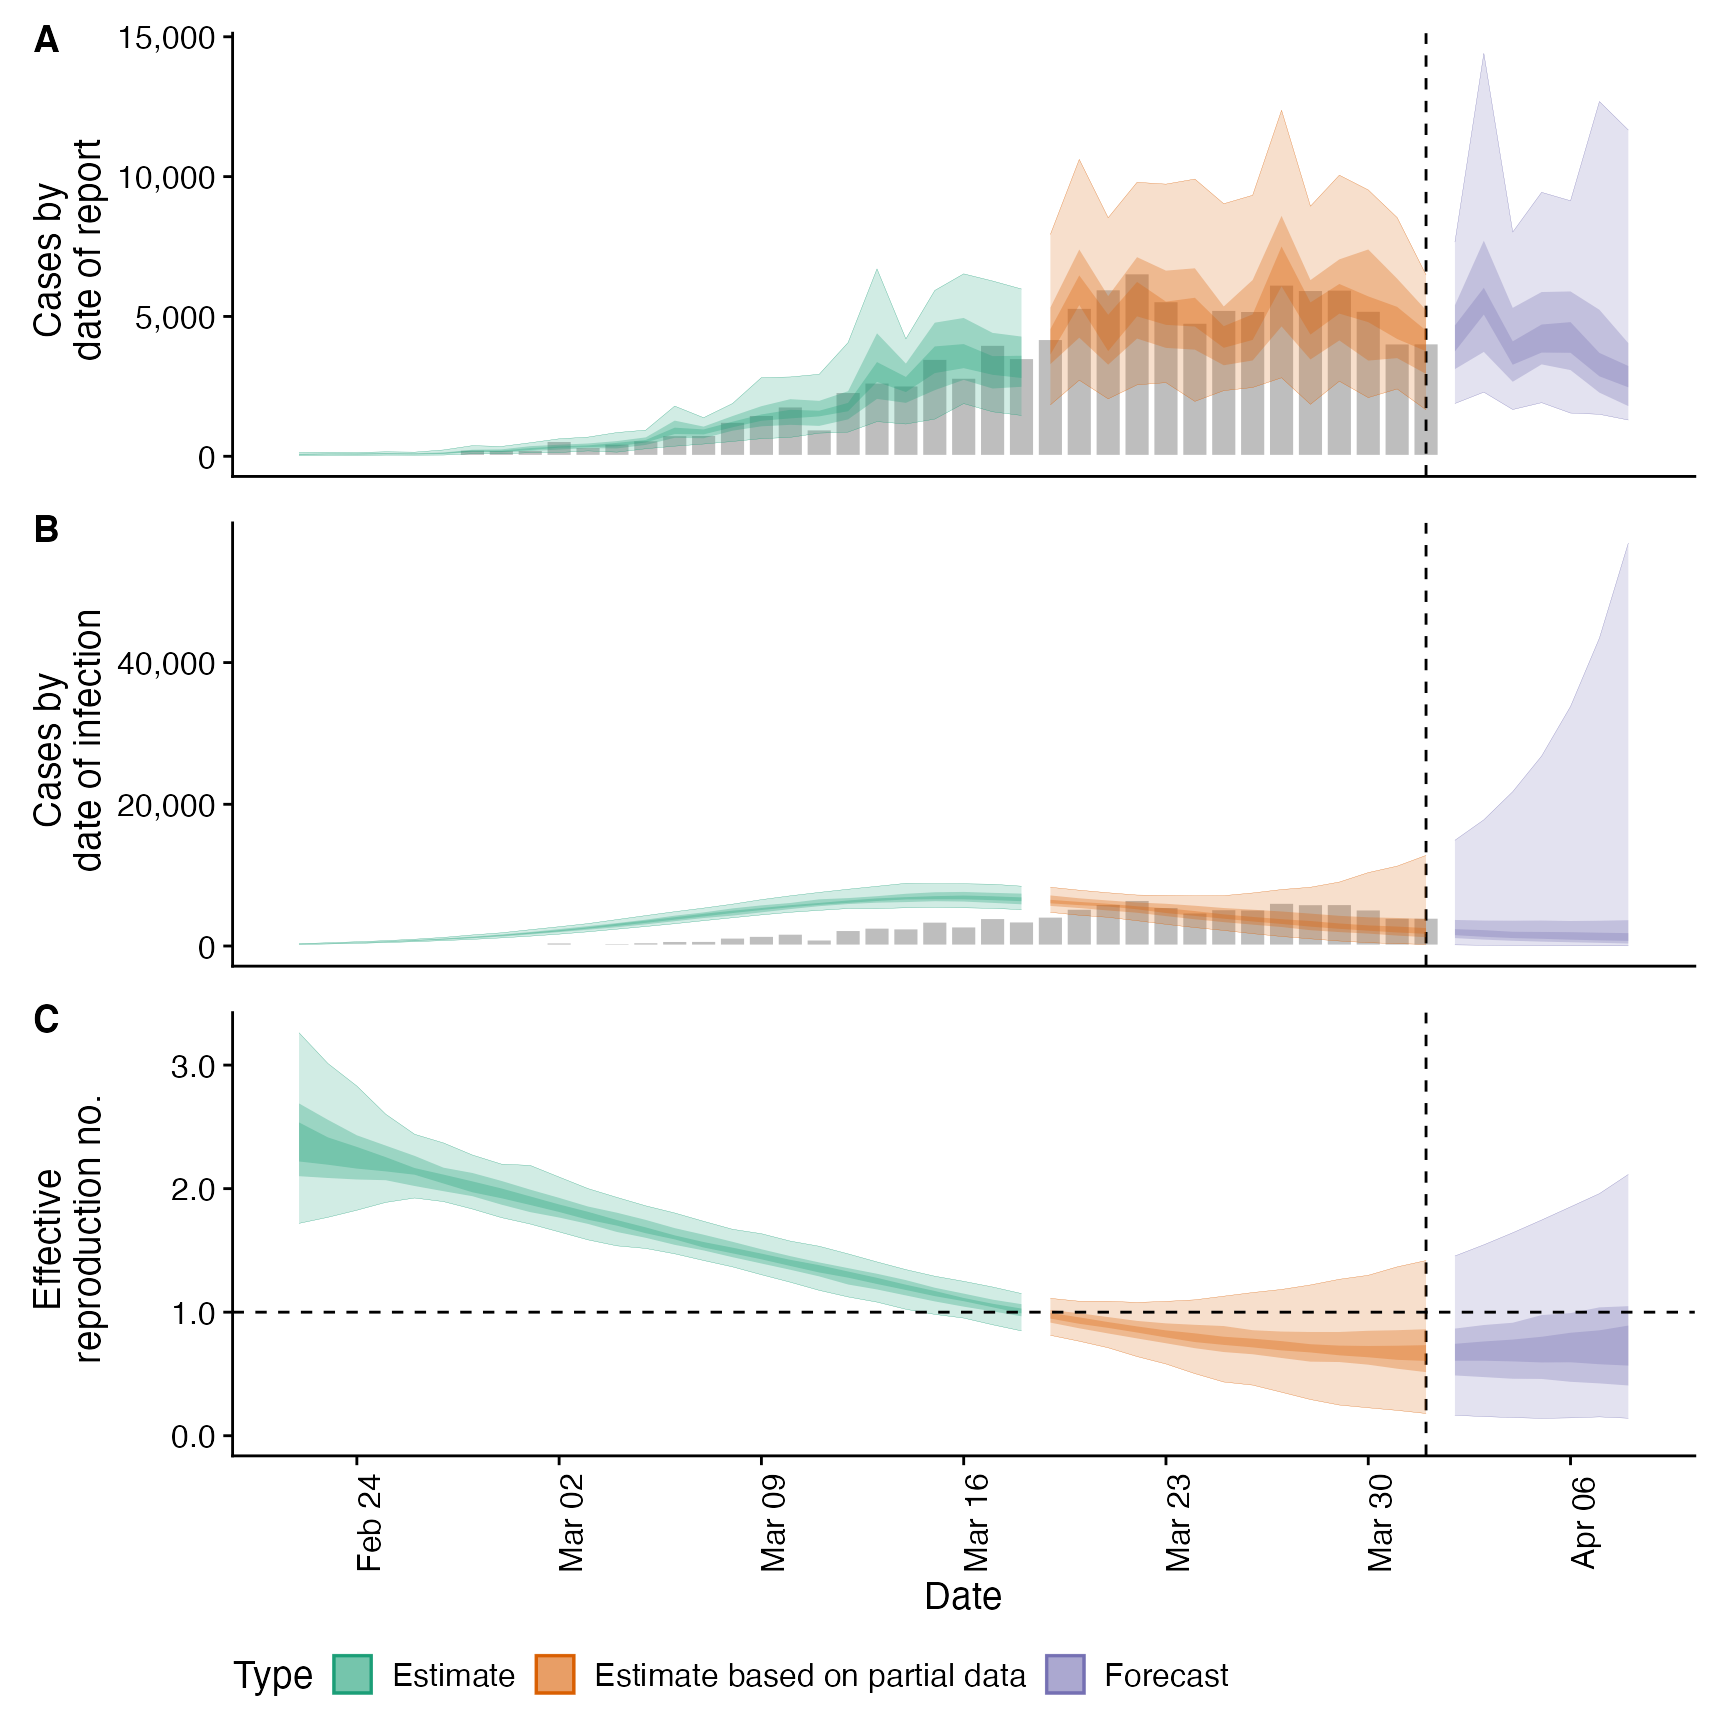 A
Cases by
date of report
15,000
10,000
5,000
0
B
Cases by
date of infection
40,000
20,000
0
C
Effective
reproduction no.
3.0
2.0
1.0
0.0
Feb 24
Mar 02
Mar 09
Mar 16
Mar 23
Mar 30
Apr 06
Date
Type Estimate Estimate based on partial data Forecast